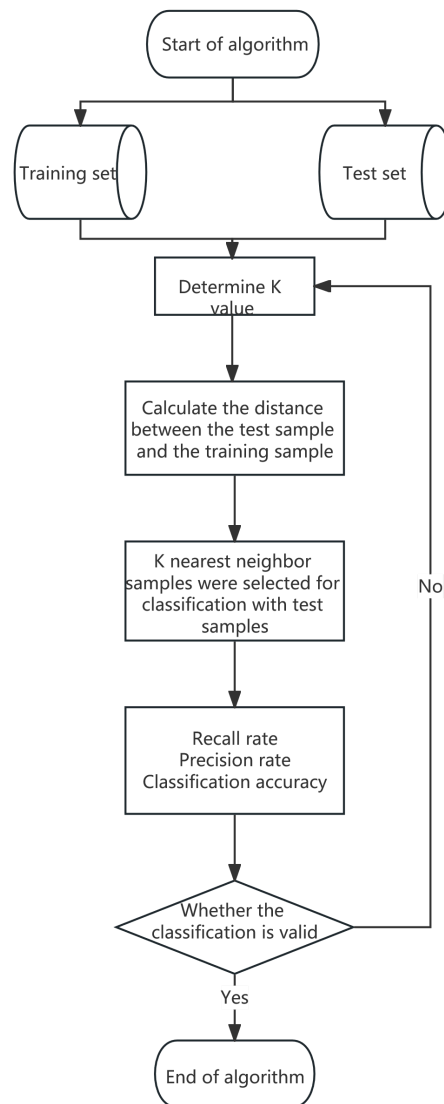 Start of algorithm
Training set
Test set
Determine K
value
Calculate the distance
between the test sample
and the training sample
K nearest neighbor
samples were selected for
classification with test
samples
No
Recall rate
Precision rate
Classification accuracy
Whether the
classification is valid
Yes
End of algorithm